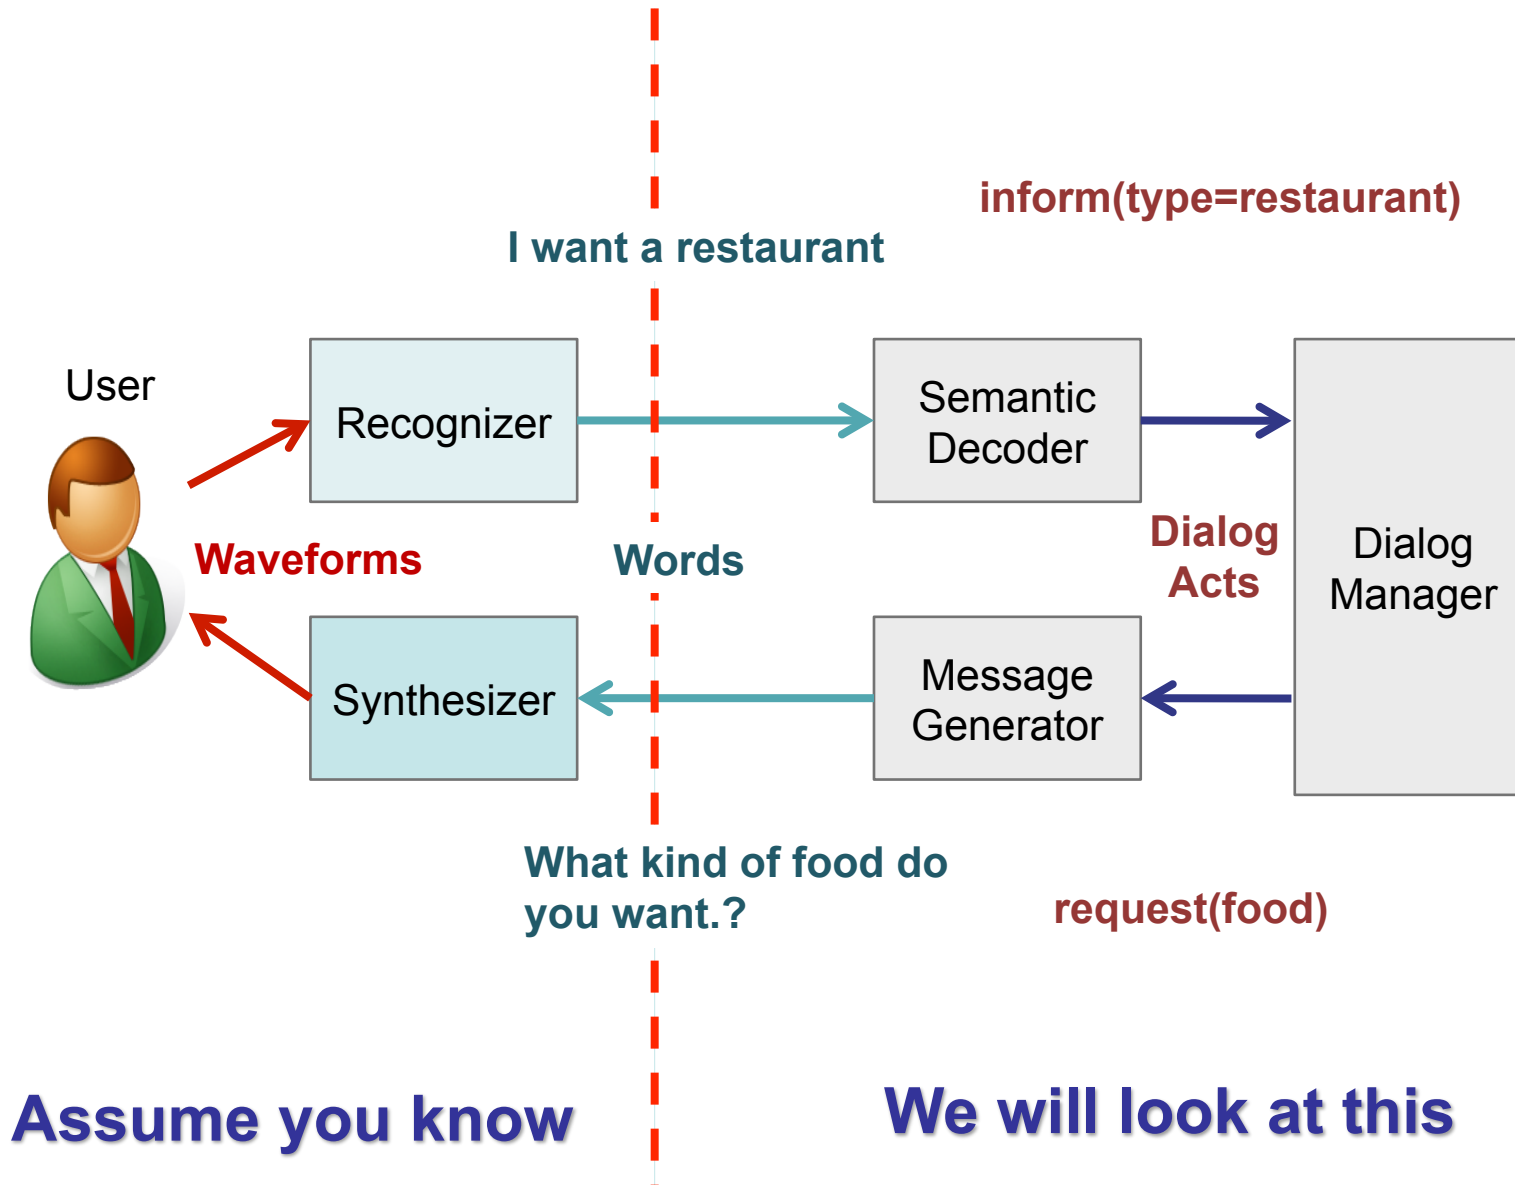 inform(type=restaurant)
I want a restaurant
User
Recognizer
Semantic
Decoder
Waveforms
Words
Dialog
Acts
Dialog
Manager
Synthesizer
Message
Generator
What kind of food do
you want.?
request(food)
Assume you know
We will look at this